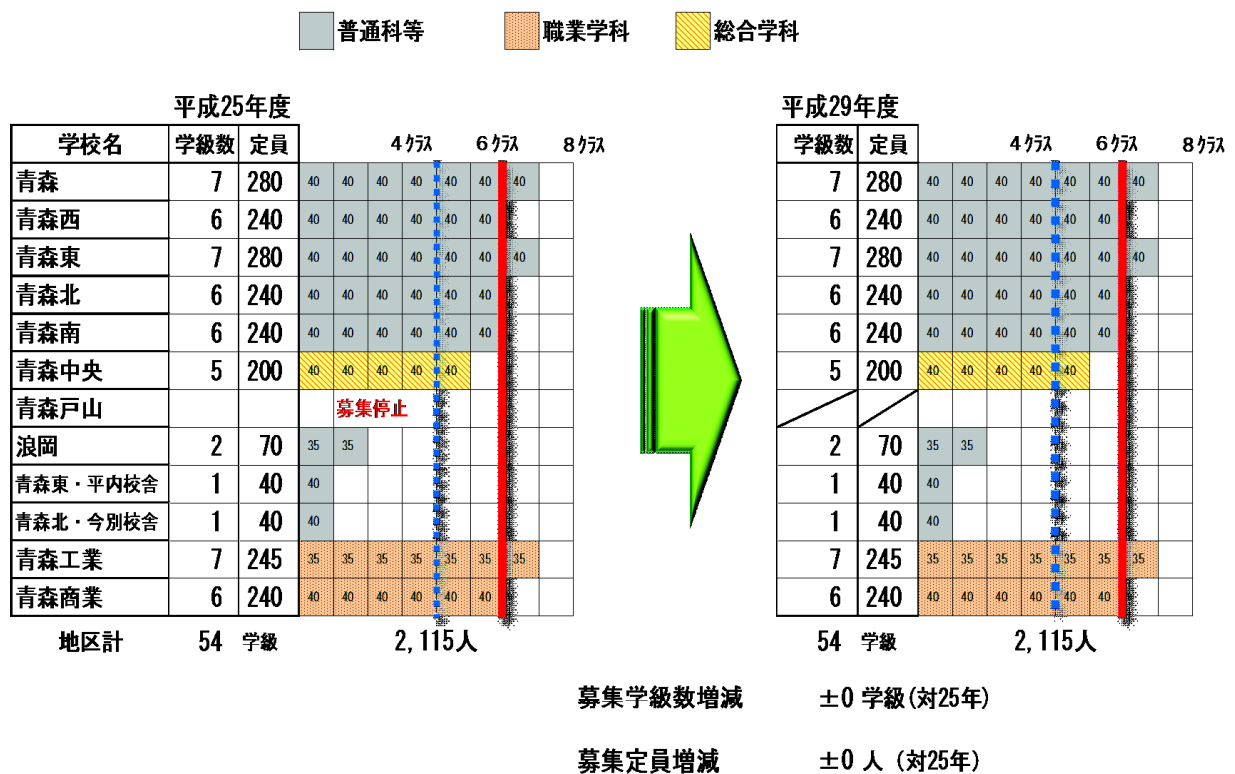 普通科等 職業学科 総合学科
平成25年度 平成29年度
学校名 学級数 定員 4クラス 6クラス 8クラス 学級数 定員 4クラス 6クラス 8クラス
青森 7 280 40 40 40 40 40 40 40 7 280 40 40 40 40 40 40 40
青森西 6 240 40 40 40 40 40 40 6 240 40 40 40 40 40 40
青森東 7 280 40 40 40 40 40 40 40 7 280 40 40 40 40 40 40 40
青森北 6 240 40 40 40 40 40 40 6 240 40 40 40 40 40 40
青森南 6 240 40 40 40 40 40 40 6 240 40 40 40 40 40 40
青森中央 5 200 40 40 40 40 40 5 200 40 40 40 40 40
青森戸山 募集停止
浪岡 2 70 35 35 2 70 35 35
青森東・平内校舎 1 40 40 1 40 40
青森北・今別校舎 1 40 40 1 40 40
青森工業 7 245 35 35 35 35 35 35 35 7 245 35 35 35 35 35 35 35
青森商業 6 240 40 40 40 40 40 40 6 240 40 40 40 40 40 40
地区計 54 学級 2,115人 54 学級 2,115人
募集学級数増減 ±0 学級(対25年)
募集定員増減 ±0 人 (対25年)